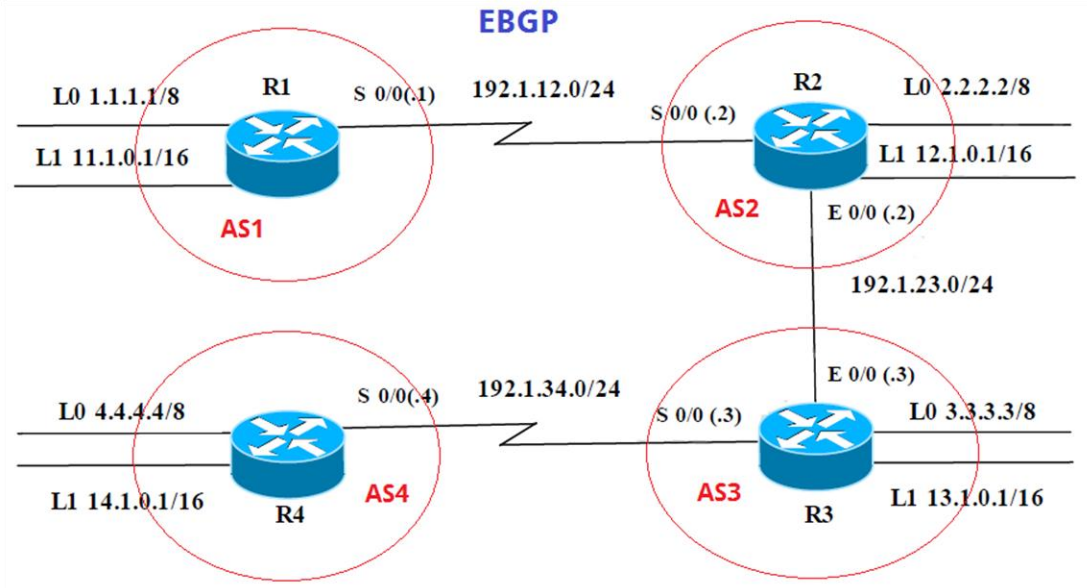 EBGP
R1
L0 1.1.1.1/8
S 0/0(.1)
L1 11.1.0.1/16
AS1
192.1.12.0/24
R2
L0 2.2.2.2/8
S 0/0 (.2)
L1 12.1.0.1/16
AS2
E 0/0 (.2)
192.1.23.0/24
L0 4.4.4.4/8
S 0/0(.4)
L1 14.1.0.1/16
AS4
R4
192.1.34.0/24
E 0/0 (.3)
S 0/0 (.3)
L0 3.3.3.3/8
AS3
L1 13.1.0.1/16
R3